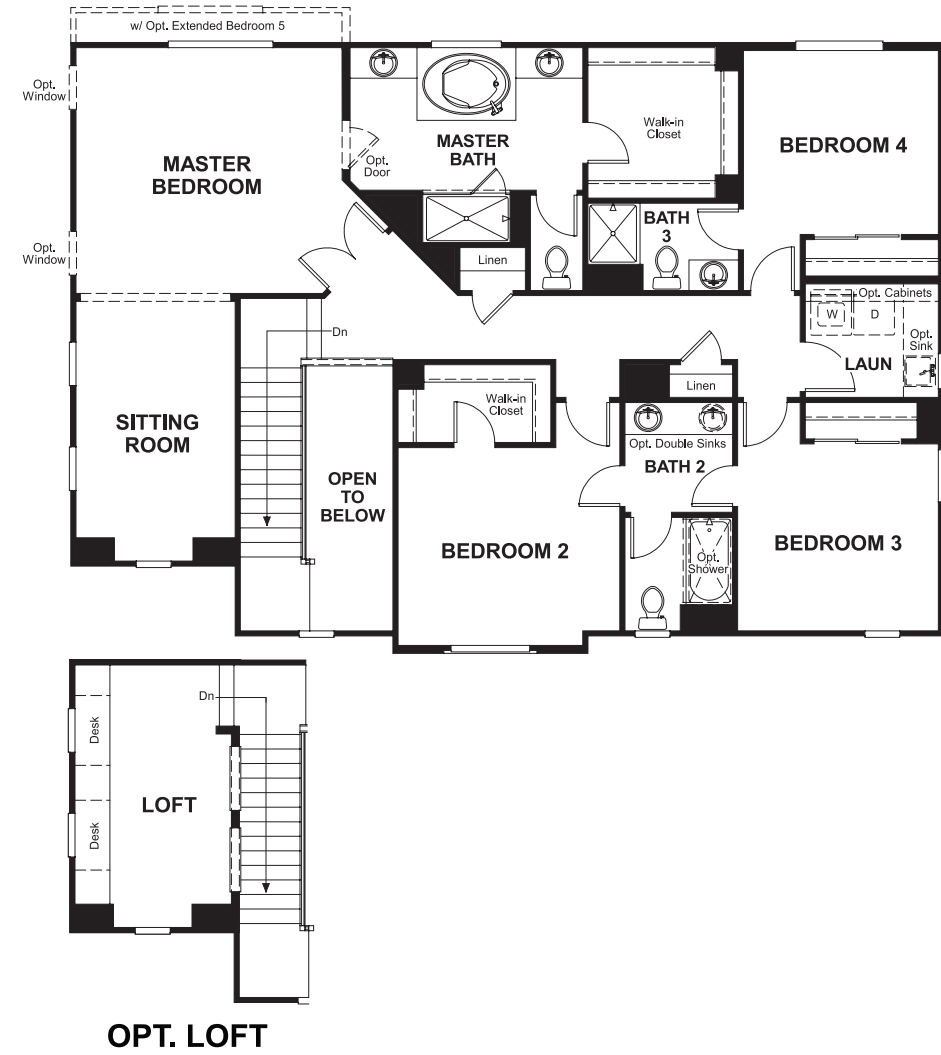 w/ Opt. Extended Bedroom 5
Opt.
Window
MASTER
BEDROOM
Opt.
Door
MASTER
BATH
Walk-in
Closet
BEDROOM 4
BATH
3
Opt.
Window
Linen
Opt. Cabinets
W
D
Opt.
Sink
LAUN
Dn
Linen
Walk-in
Closet
SITTING
ROOM
OPEN
TO
BELOW
Opt. Double Sinks
BATH 2
BEDROOM 2
Opt.
Shower
BEDROOM 3
Dn
Desk
LOFT
Desk
OPT. LOFT